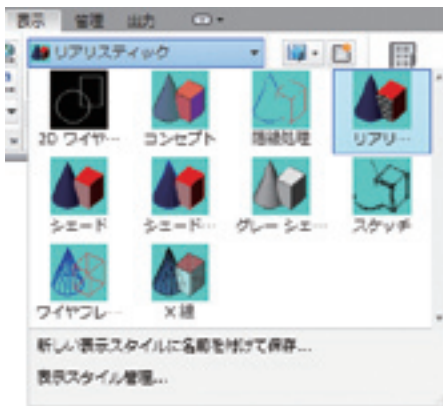 表示 管理 出力
リアリスティック
2D ワイヤ… コンセプト 隠線処理 リアリ…
シェード シェード… グレー シェ… スケッチ
ワイヤフレ… X 線
新しい表示スタイルに名前を付けて保存...
表示スタイル管理...